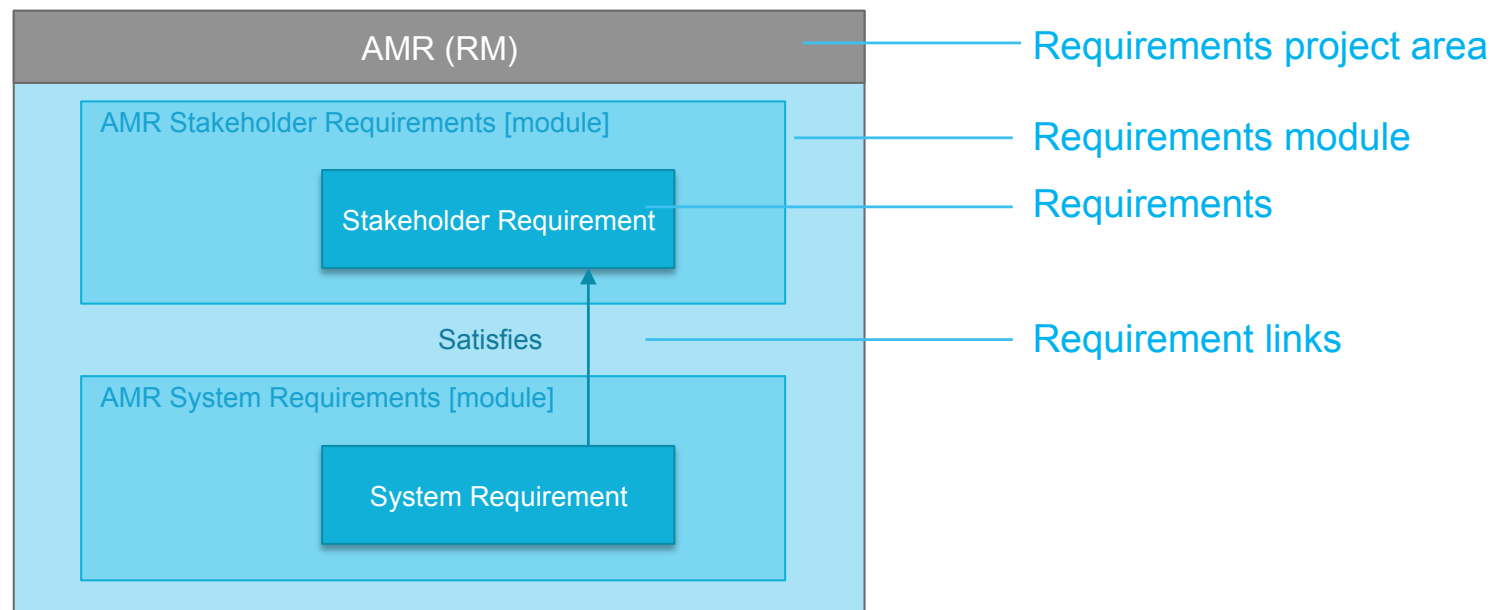 AMR (RM)
Requirements project area
AMR Stakeholder Requirements [module]
Requirements module
Stakeholder Requirement
Requirements
Satisfies
Requirement links
AMR System Requirements [module]
System Requirement